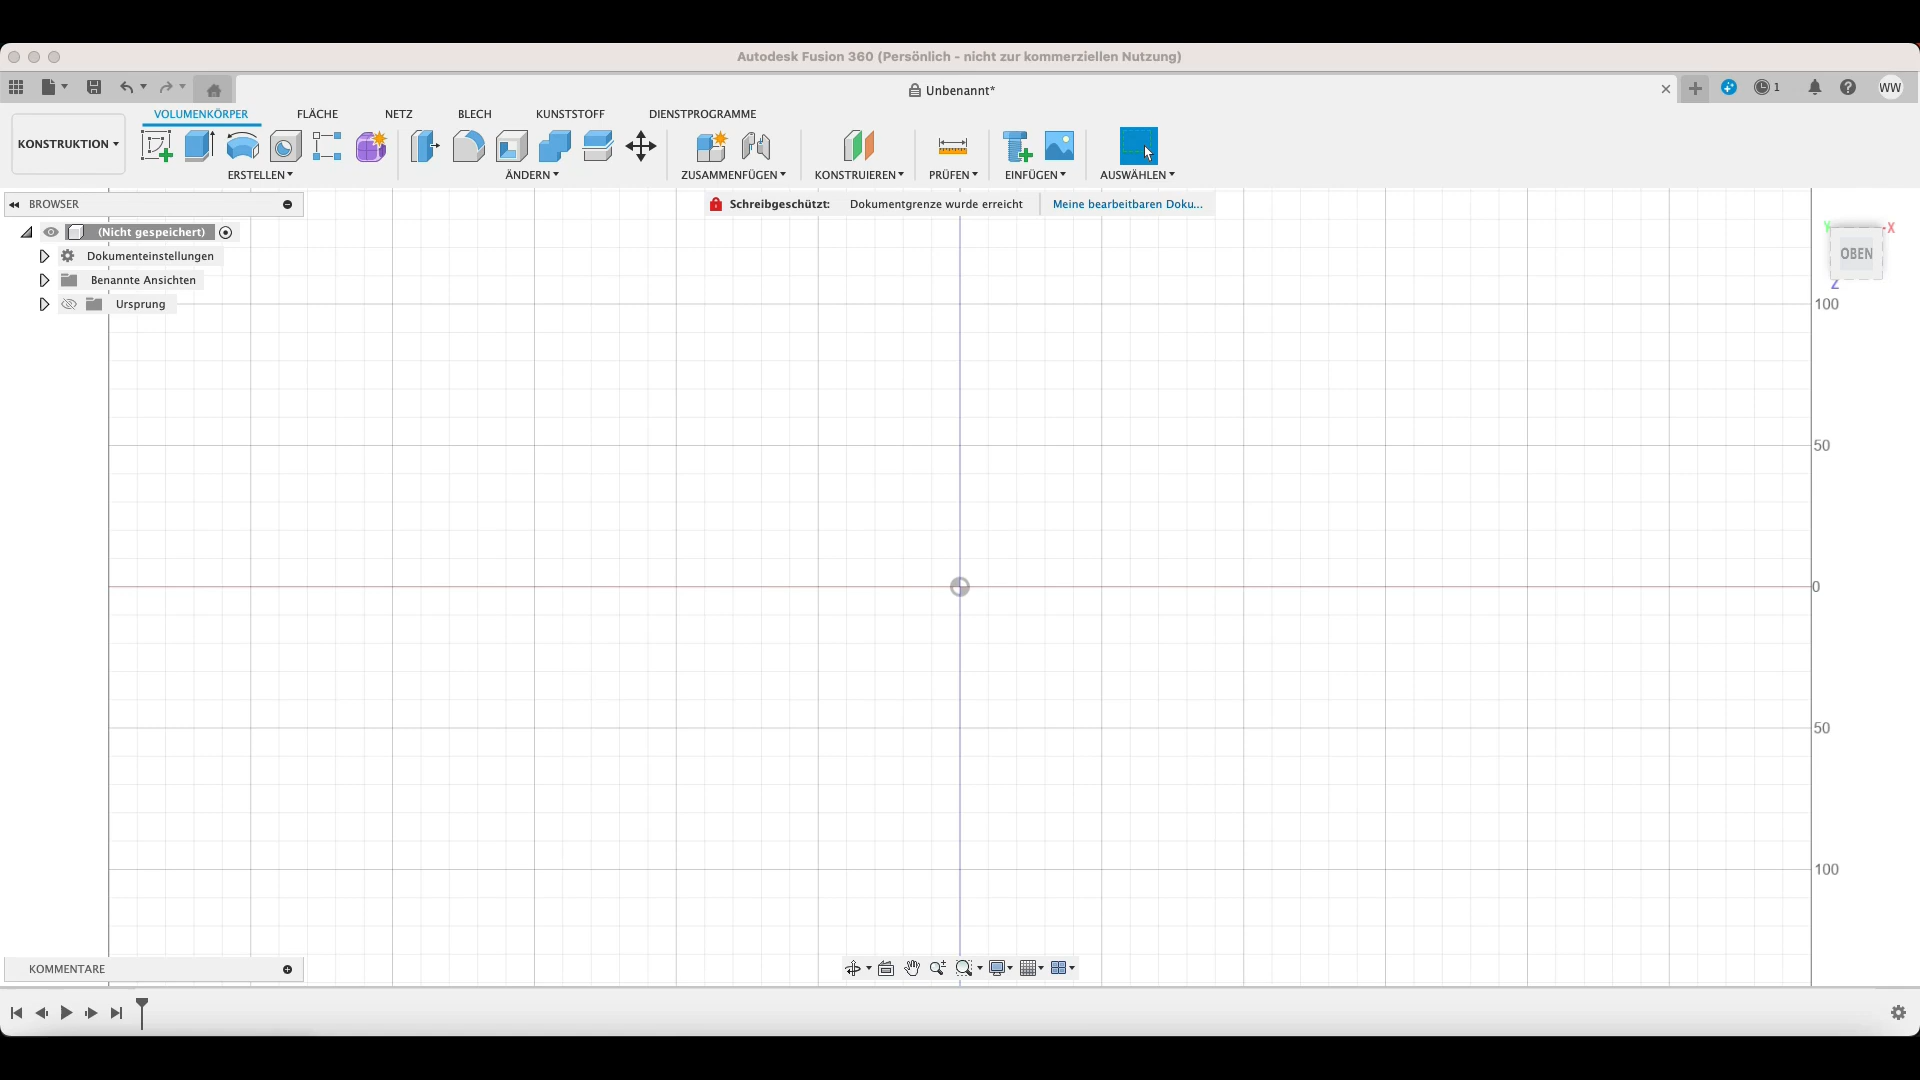 Autodesk Fusion 360 (Persönlich - nicht zur kommerziellen Nutzung)
Unbenannt*
1
WW
KONSTRUKTION
VOLUMENKÖRPER
FLÄCHE
NETZ
BLECH
KUNSTSTOFF
DIENSTPROGRAMME
ERSTELLEN
ÄNDERN
ZUSAMMENFÜGEN
KONSTRUIEREN
PRÜFEN
EINFÜGEN
AUSWÄHLEN
BROWSER
Schreibgeschützt: Dokumentgrenze wurde erreicht Meine bearbeitbaren Doku...
(Nicht gespeichert)
Dokumenteinstellungen
Benannte Ansichten
Ursprung
Y
X
OBEN
Z
100
50
0
50
100
KOMMENTARE